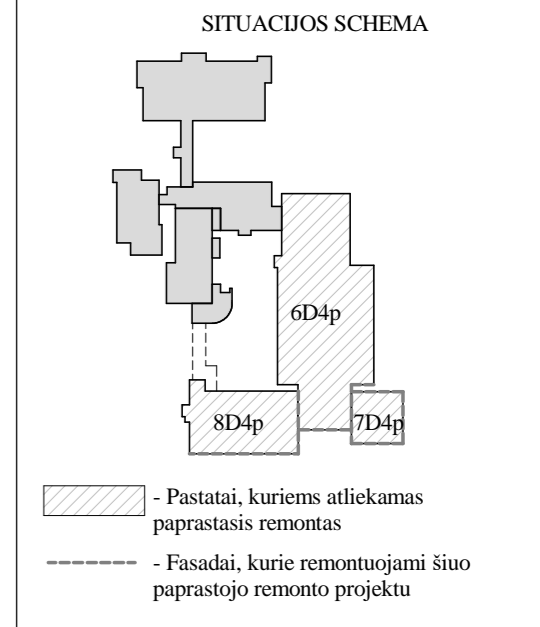 SITUACIJOS SCHEMA
6D4p
8D4p
7D4p
- Pastatai, kuriems atliekamas
paprastasis remontas
- Fasadai, kurie remontuojami šiuo
paprastojo remonto projektu